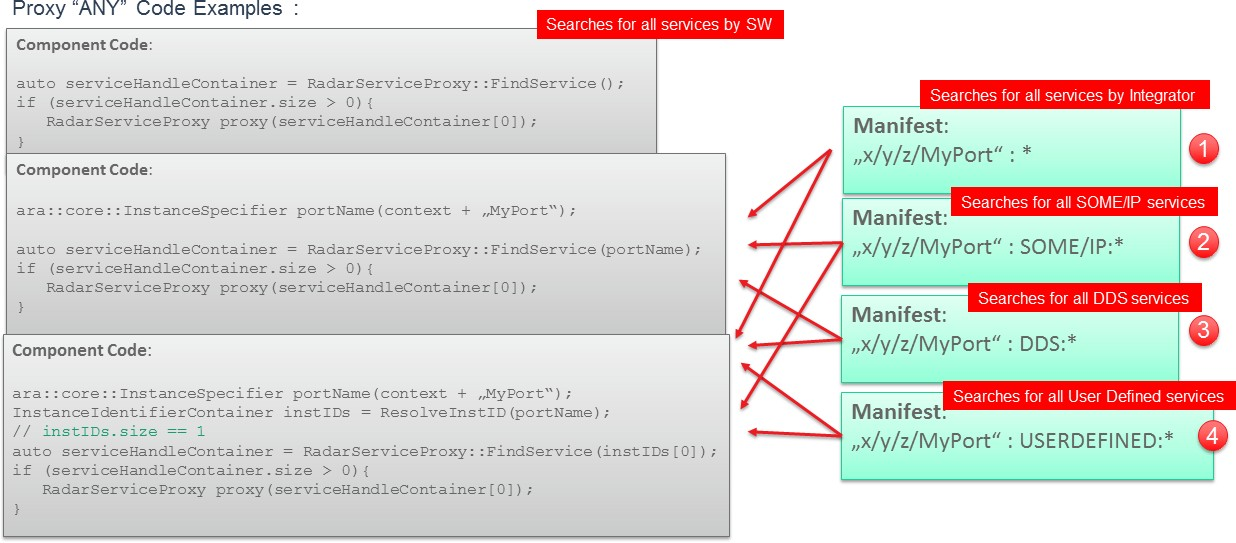 Proxy “ANY” Code Examples :
Searches for all services by SW
Component Code:
auto serviceHandleContainer = RadarServiceProxy::FindService();
if (serviceHandleContainer.size > 0){
RadarServiceProxy proxy(serviceHandleContainer[0]);
}
Component Code:
ara::core::InstanceSpecifier portName(context + „MyPort“);
auto serviceHandleContainer = RadarServiceProxy::FindService(portName);
if (serviceHandleContainer.size > 0){
RadarServiceProxy proxy(serviceHandleContainer[0]);
}
Component Code:
ara::core::InstanceSpecifier portName(context + „MyPort“);
InstanceIdentifierContainer instIDs = ResolveInstID(portName);
// instIDs.size == 1
auto serviceHandleContainer = RadarServiceProxy::FindService(instIDs[0]);
if (serviceHandleContainer.size > 0){
RadarServiceProxy proxy(serviceHandleContainer[0]);
}
Searches for all services by Integrator
Manifest:
„x/y/z/MyPort“ : *
1
Searches for all SOME/IP services
Manifest:
„x/y/z/MyPort“ : SOME/IP:*
2
Searches for all DDS services
Manifest:
„x/y/z/MyPort“ : DDS:*
3
Searches for all User Defined services
Manifest:
„x/y/z/MyPort“ : USERDEFINED:*
4